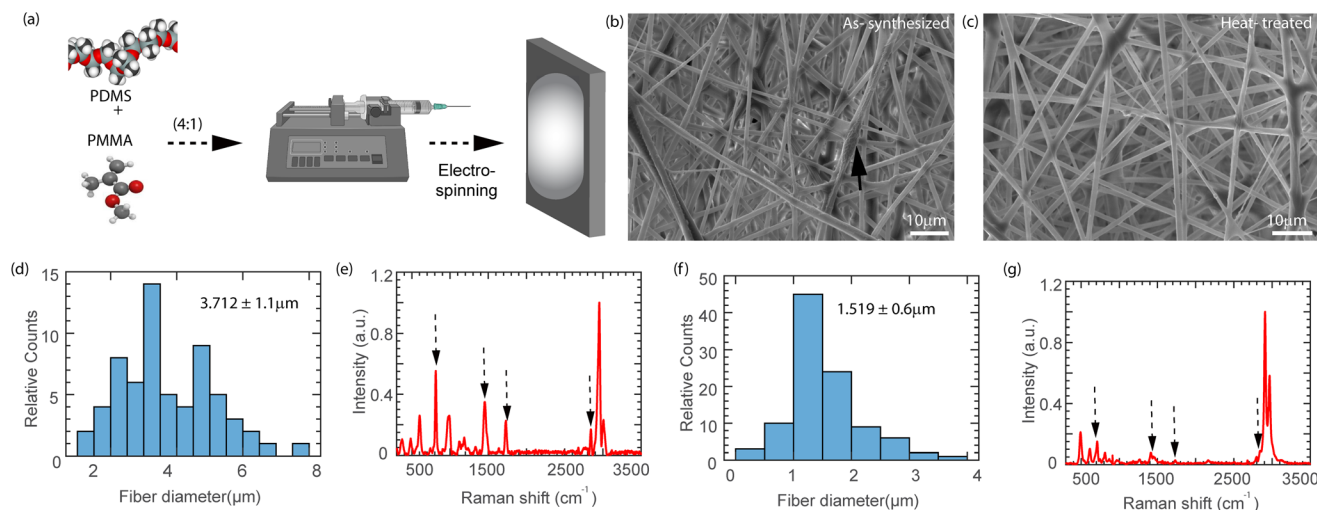 (a)
PDMS
+
PMMA
(4:1)
Electro-
spinning
(b)
As- synthesized
10μm
(c)
Heat- treated
10μm
(d)
15
10
5
0
2
4
6
8
3.712 ± 1.1μm
Relative Counts
Fiber diameter(μm)
(e)
1.2
0.8
0.4
0
500
1500
2500
3500
Intensity (a.u.)
Raman shift (cm⁻¹)
(f)
50
40
30
20
10
0
0
1
2
3
4
1.519 ± 0.6μm
Relative Counts
Fiber diameter(μm)
(g)
1.2
0.8
0.4
0
500
1500
2500
3500
Intensity (a.u.)
Raman shift (cm⁻¹)